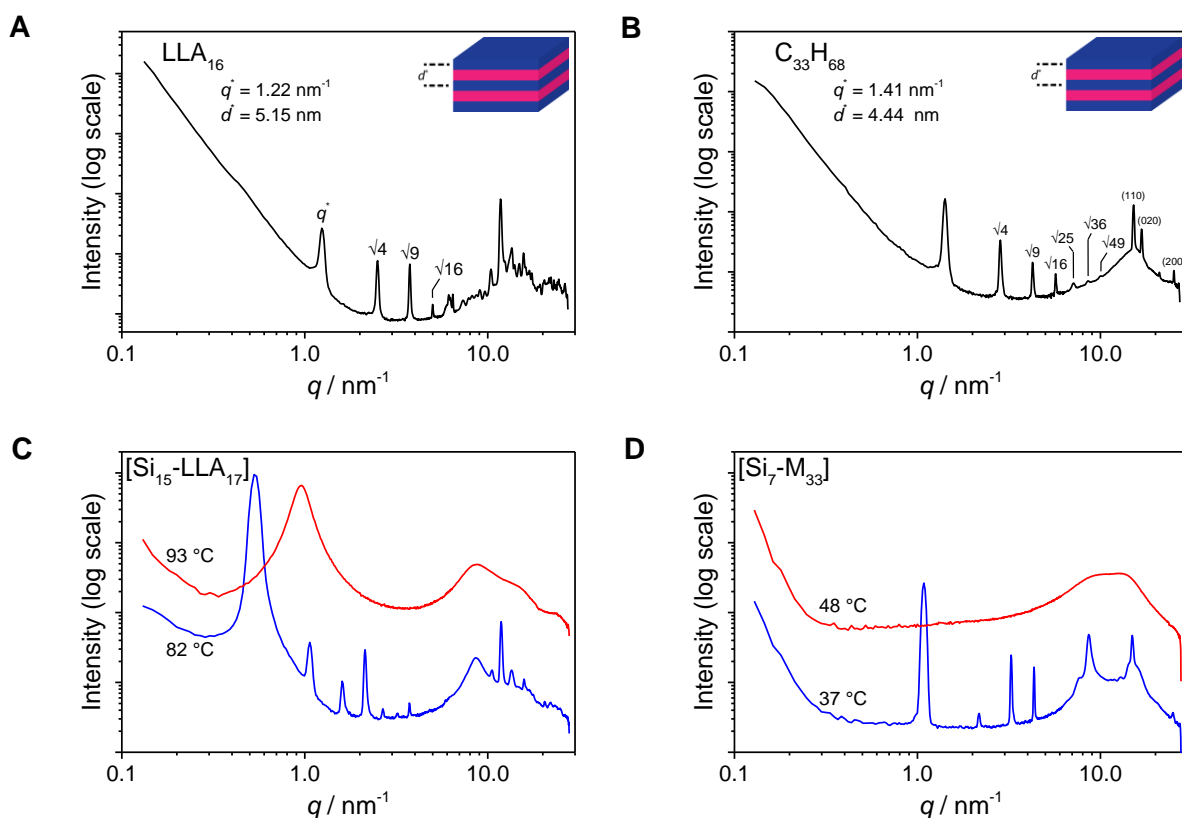 A
LLA₁₆
q* = 1.22 nm⁻¹
d* = 5.15 nm
d*
q*
√4
√9
√16
Intensity (log scale)
0.1
1.0
10.0
q / nm⁻¹
B
C₃₃H₆₈
q* = 1.41 nm⁻¹
d* = 4.44 nm
d*
√4
√9
√16
√25
√36
√49
(110)
(020)
(200
Intensity (log scale)
0.1
1.0
10.0
q / nm⁻¹
C
[Si₁₅-LLA₁₇]
93 °C
82 °C
Intensity (log scale)
0.1
1.0
10.0
q / nm⁻¹
D
[Si₇-M₃₃]
48 °C
37 °C
Intensity (log scale)
0.1
1.0
10.0
q / nm⁻¹